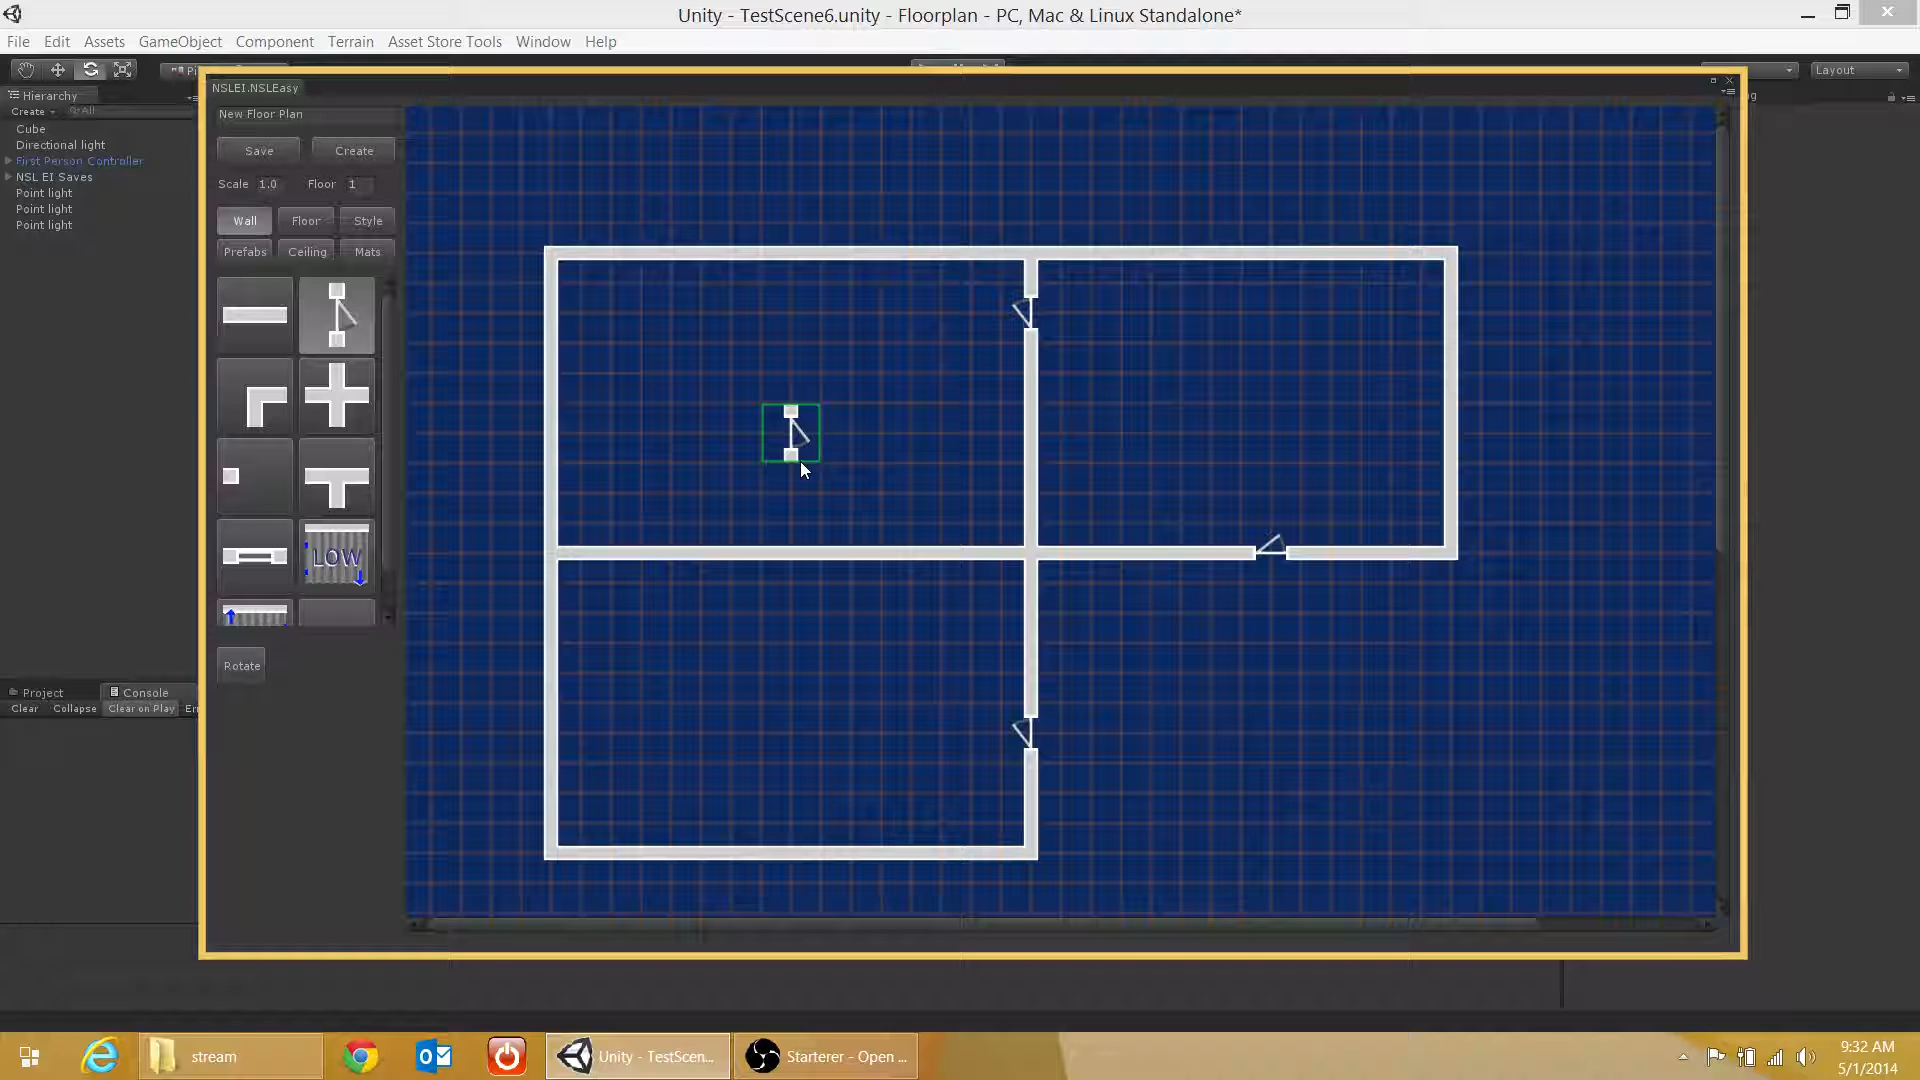 Unity - TestScene6.unity - Floorplan - PC, Mac & Linux Standalone*
File Edit Assets GameObject Component Terrain Asset Store Tools Window Help
Layout
Hierarchy
Create
All
Cube
Directional light
First Person Controller
NSL EI Saves
Point light
Point light
Point light
NSLEI.NSLEasy
New Floor Plan
Save Create
Scale 1.0 Floor 1
Wall Floor Style
Prefabs Ceiling Mats
LOW
Rotate
Project Console
Clear Collapse Clear on Play
stream
Unity - TestScen...
Starterer - Open ...
9:32 AM
5/1/2014